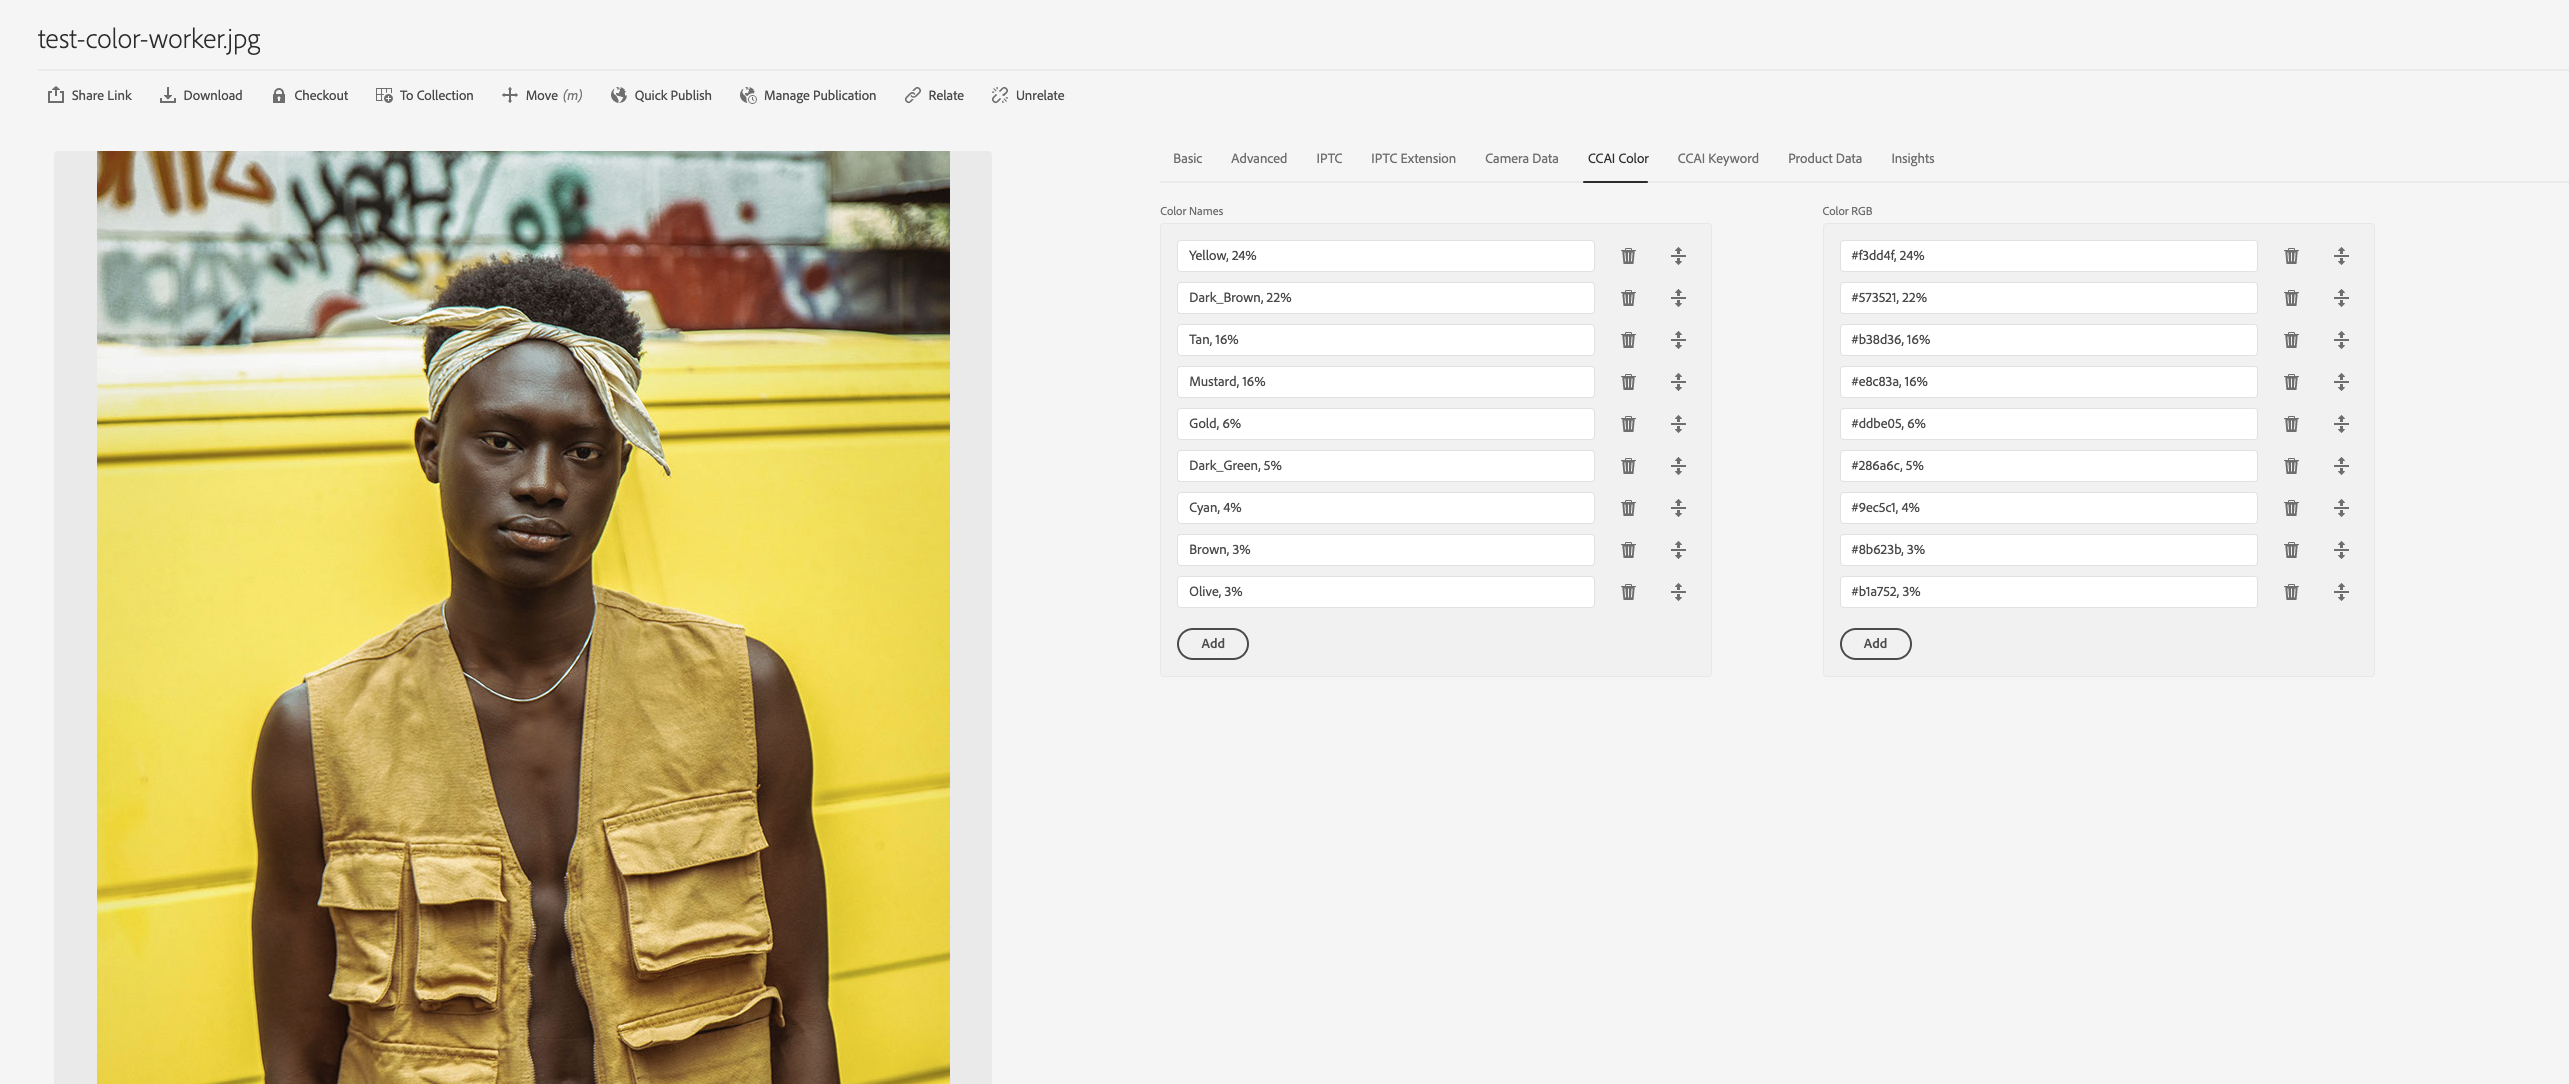 test-color-worker.jpg
Share Link Download Checkout To Collection Move (m) Quick Publish Manage Publication Relate Unrelate
Basic Advanced IPTC IPTC Extension Camera Data CCAI Color CCAI Keyword Product Data Insights
Color Names
Yellow, 24%
Dark_Brown, 22%
Tan, 16%
Mustard, 16%
Gold, 6%
Dark_Green, 5%
Cyan, 4%
Brown, 3%
Olive, 3%
Add
Color RGB
#f3dd4f, 24%
#573521, 22%
#b38d36, 16%
#e8c83a, 16%
#ddbe05, 6%
#286a6c, 5%
#9ec5c1, 4%
#8b623b, 3%
#b1a752, 3%
Add